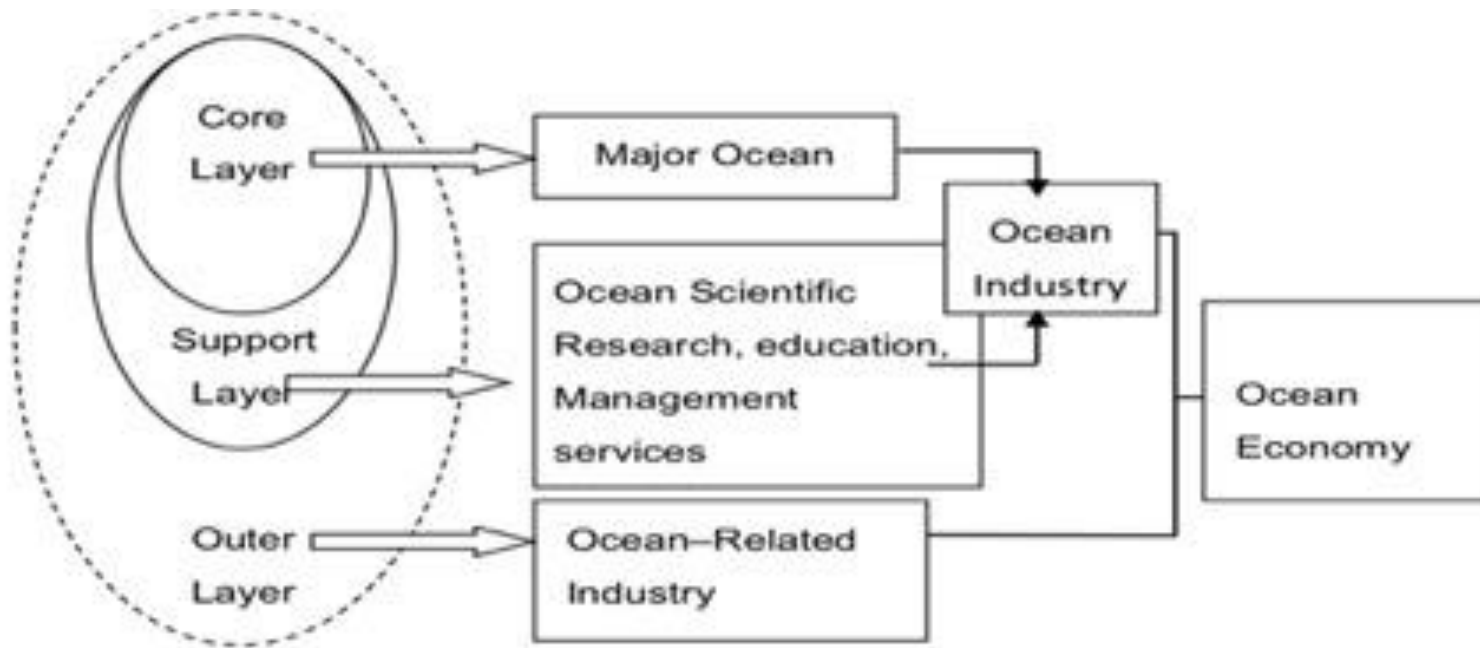 Core
Layer
Major Ocean
Ocean
Industry
Ocean Scientific
Research, education,
Management
services
Support
Layer
Ocean
Economy
Outer
Layer
Ocean–Related
Industry